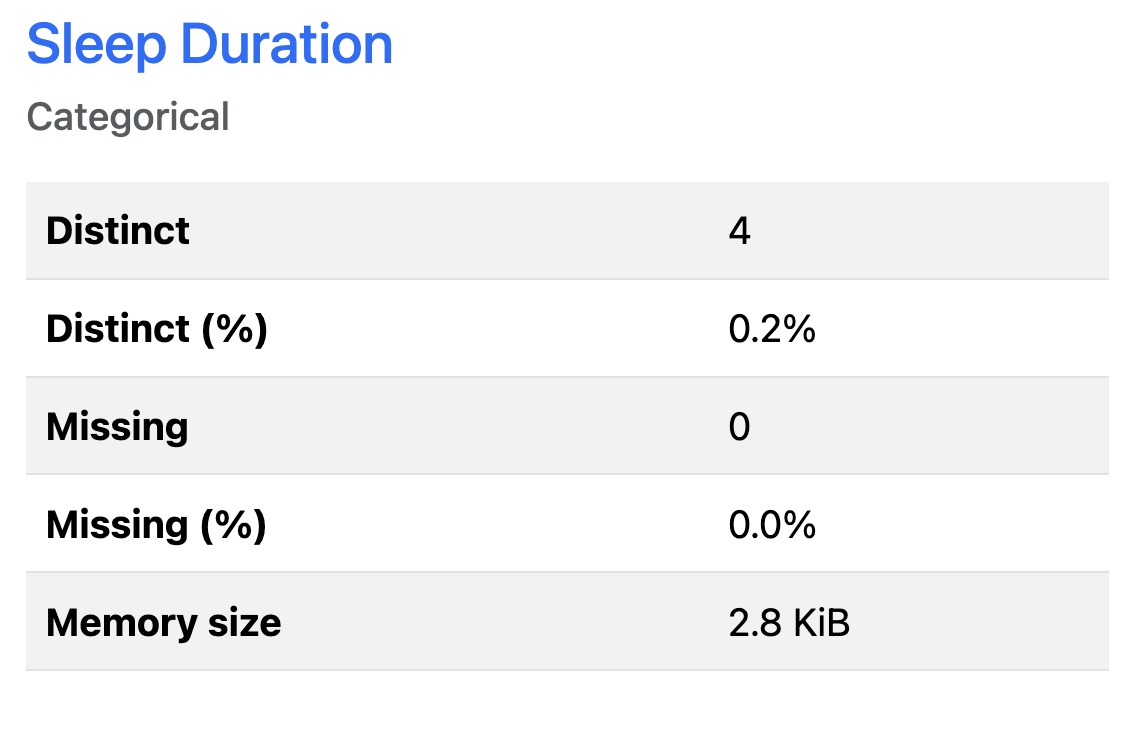 Sleep Duration
Categorical
Distinct 4
Distinct (%) 0.2%
Missing 0
Missing (%) 0.0%
Memory size 2.8 KiB